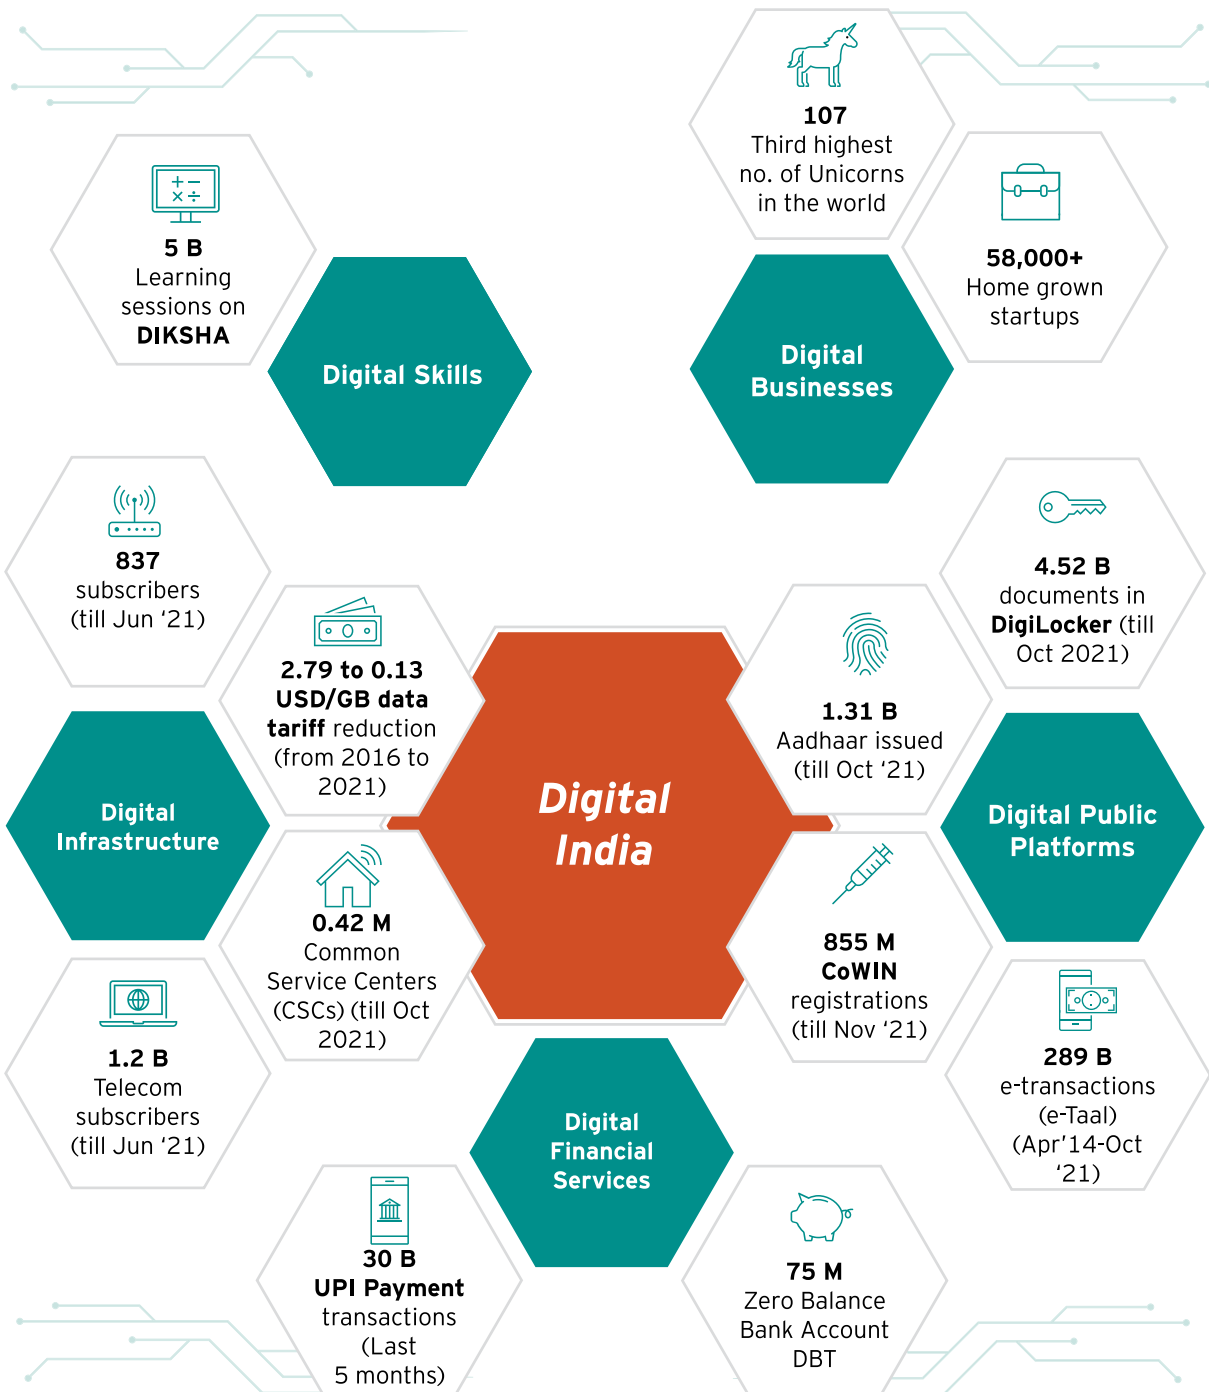 107
Third highest
no. of Unicorns
in the world
5 B
Learning
sessions on
DIKSHA
58,000+
Home grown
startups
Digital Skills
Digital
Businesses
837
subscribers
(till Jun ‘21)
4.52 B
documents in
DigiLocker (till
Oct 2021)
2.79 to 0.13
USD/GB data
tariff reduction
(from 2016 to
2021)
1.31 B
Aadhaar issued
(till Oct ‘21)
Digital
Infrastructure
Digital
India
Digital Public
Platforms
0.42 M
Common
Service Centers
(CSCs) (till Oct
2021)
855 M
CoWIN
registrations
(till Nov ‘21)
1.2 B
Telecom
subscribers
(till Jun ‘21)
289 B
e-transactions
(e-Taal)
(Apr’14-Oct
‘21)
Digital
Financial
Services
30 B
UPI Payment
transactions
(Last
5 months)
75 M
Zero Balance
Bank Account
DBT